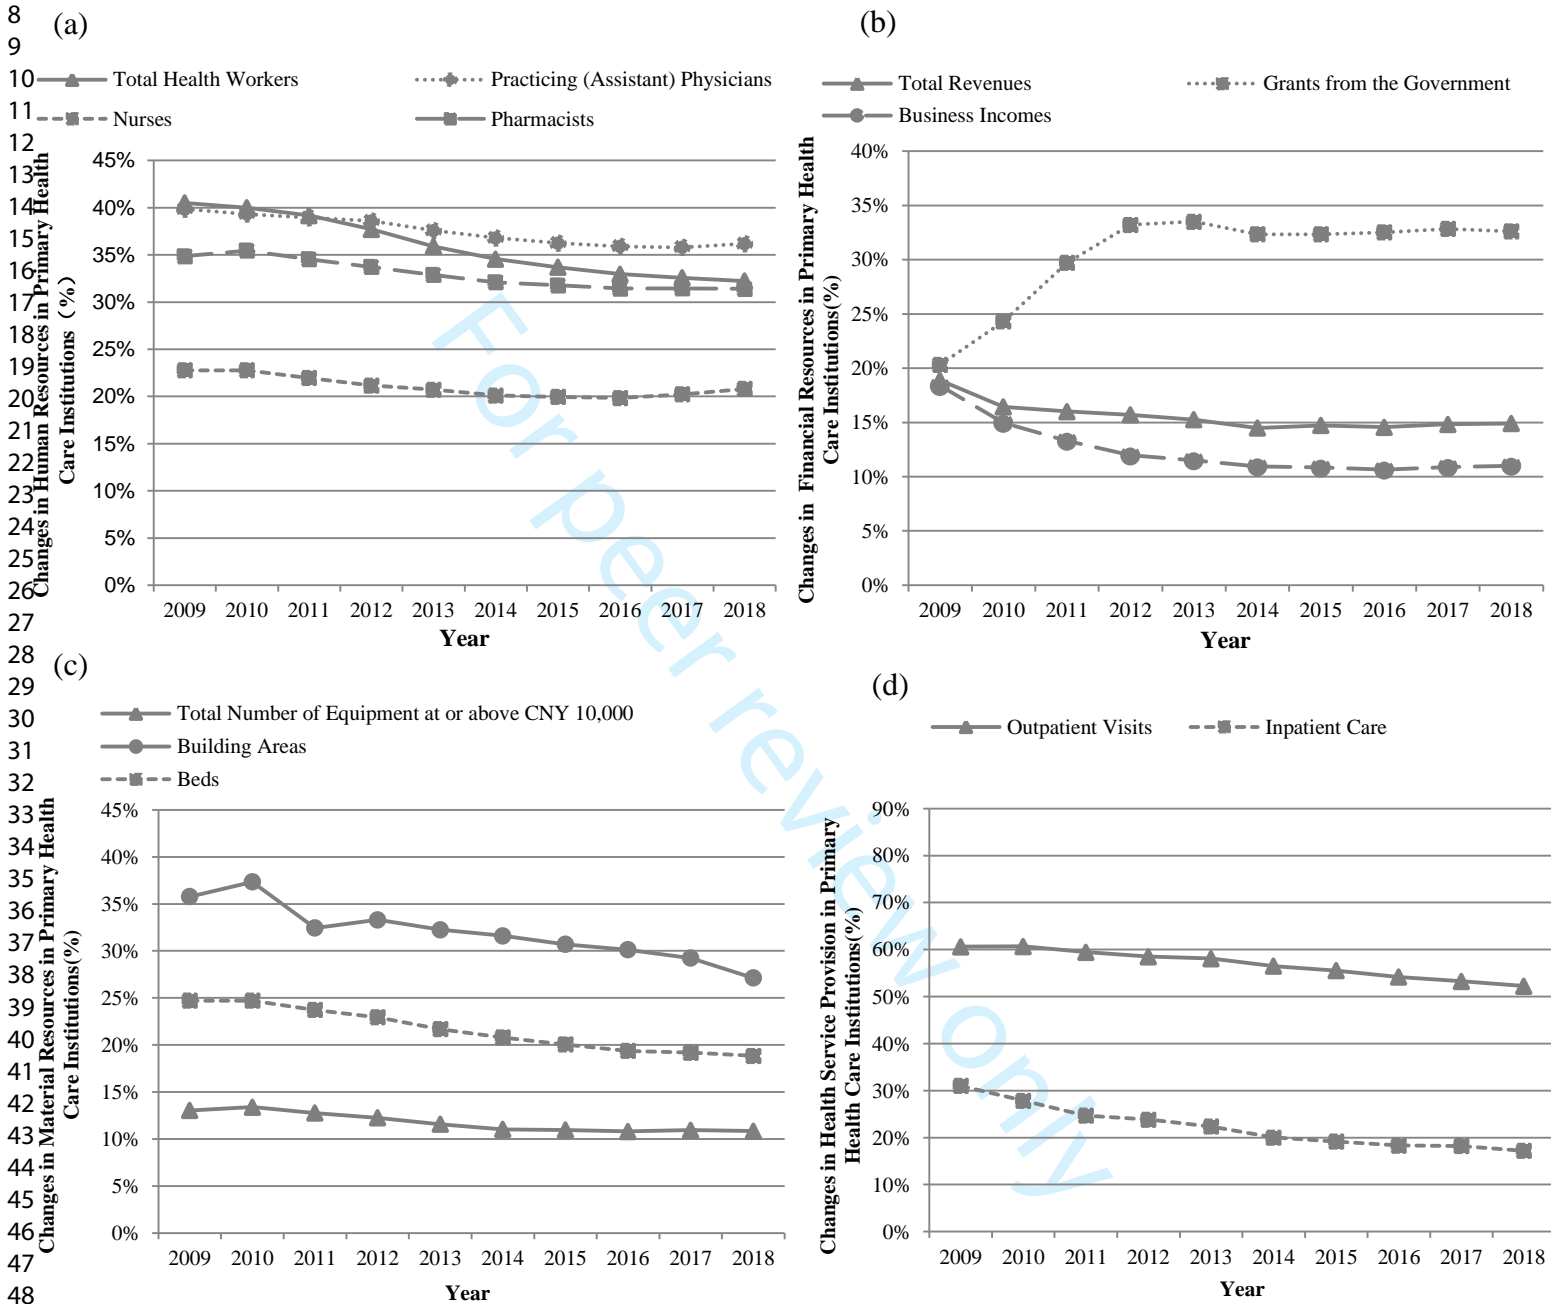 8
9
10
11
12
13
14
15
16
17
18
19
20
21
22
23
24
25
26
27
28
29
30
31
32
33
34
35
36
37
38
39
40
41
42
43
44
45
46
47
48
(a)
Total Health Workers
Practicing (Assistant) Physicians
Nurses
Pharmacists
Changes in Human Resources in Primary Health
Care Institutions (%)
45%
40%
35%
30%
25%
20%
15%
10%
5%
0%
2009 2010 2011 2012 2013 2014 2015 2016 2017 2018
Year
(b)
Total Revenues
Grants from the Government
Business Incomes
Changes in Financial Resources in Primary Health
Care Institutions(%)
40%
35%
30%
25%
20%
15%
10%
5%
0%
2009 2010 2011 2012 2013 2014 2015 2016 2017 2018
Year
(c)
Total Number of Equipment at or above CNY 10,000
Building Areas
Beds
Changes in Material Resources in Primary Health
Care Institutions(%)
45%
40%
35%
30%
25%
20%
15%
10%
5%
0%
2009 2010 2011 2012 2013 2014 2015 2016 2017 2018
Year
(d)
Outpatient Visits
Inpatient Care
Changes in Health Service Provision in Primary
Health Care Institutions(%)
90%
80%
70%
60%
50%
40%
30%
20%
10%
0%
2009 2010 2011 2012 2013 2014 2015 2016 2017 2018
Year
For peer review only